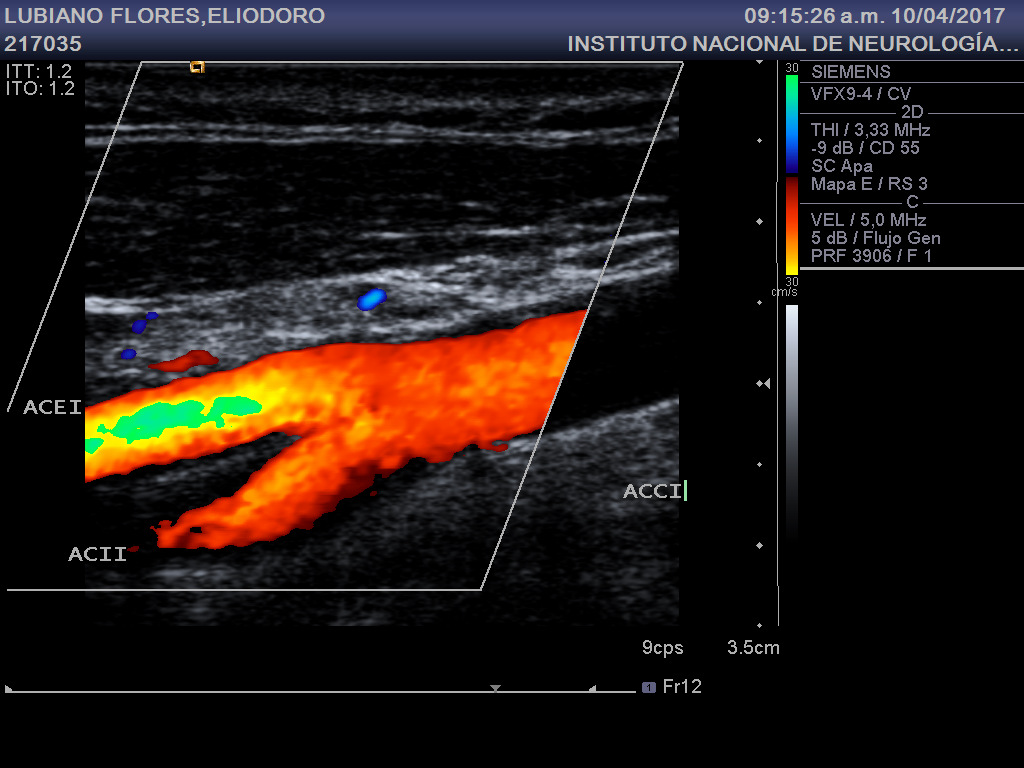 LUBIANO FLORES,ELIODORO
09:15:26 a.m. 10/04/2017
217035
INSTITUTO NACIONAL DE NEUROLOGÍA...
ITT: 1.2
ITO: 1.2
30
30
cm/s
SIEMENS
VFX9-4 / CV
2D
THI / 3,33 MHz
-9 dB / CD 55
SC Apa
Mapa E / RS 3
C
VEL / 5,0 MHz
5 dB / Flujo Gen
PRF 3906 / F 1
ACEI
ACCI
ACII
9cps
3.5cm
1 Fr12